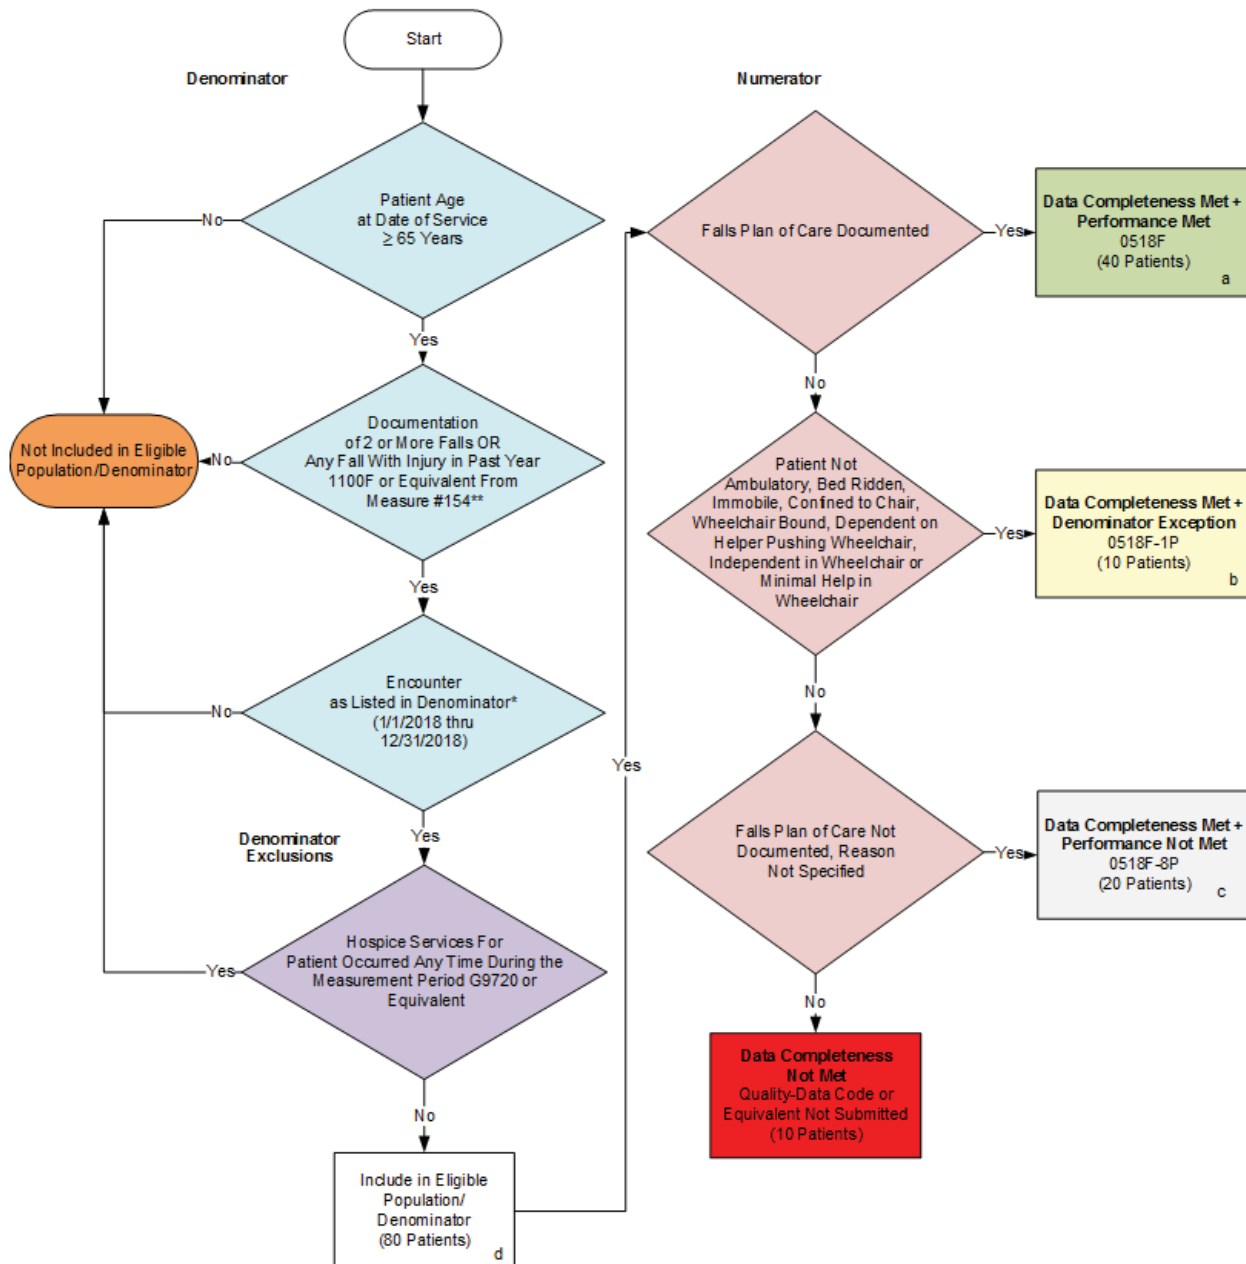 Start
Denominator
Patient Age
at Date of Service
≥ 65 Years
No
Yes
Documentation
of 2 or More Falls OR
Any Fall With Injury in Past Year
1100F or Equivalent From
Measure #154**
No
Not Included in Eligible
Population/Denominator
Yes
Encounter
as Listed in Denominator*
(1/1/2018 thru
12/31/2018)
No
Yes
Denominator
Exclusions
Hospice Services For
Patient Occurred Any Time During the
Measurement Period G9720 or
Equivalent
Yes
No
Include in Eligible
Population/
Denominator
(80 Patients)
d
Yes
Numerator
Falls Plan of Care Documented
Yes
Data Completeness Met +
Performance Met
0518F
(40 Patients)
a
No
Patient Not
Ambulatory, Bed Ridden,
Immobile, Confined to Chair,
Wheelchair Bound, Dependent on
Helper Pushing Wheelchair,
Independent in Wheelchair or
Minimal Help in
Wheelchair
Yes
Data Completeness Met +
Denominator Exception
0518F-1P
(10 Patients)
b
No
Falls Plan of Care Not
Documented, Reason
Not Specified
Yes
Data Completeness Met +
Performance Not Met
0518F-8P
(20 Patients)
c
No
Data Completeness
Not Met
Quality-Data Code or
Equivalent Not Submitted
(10 Patients)